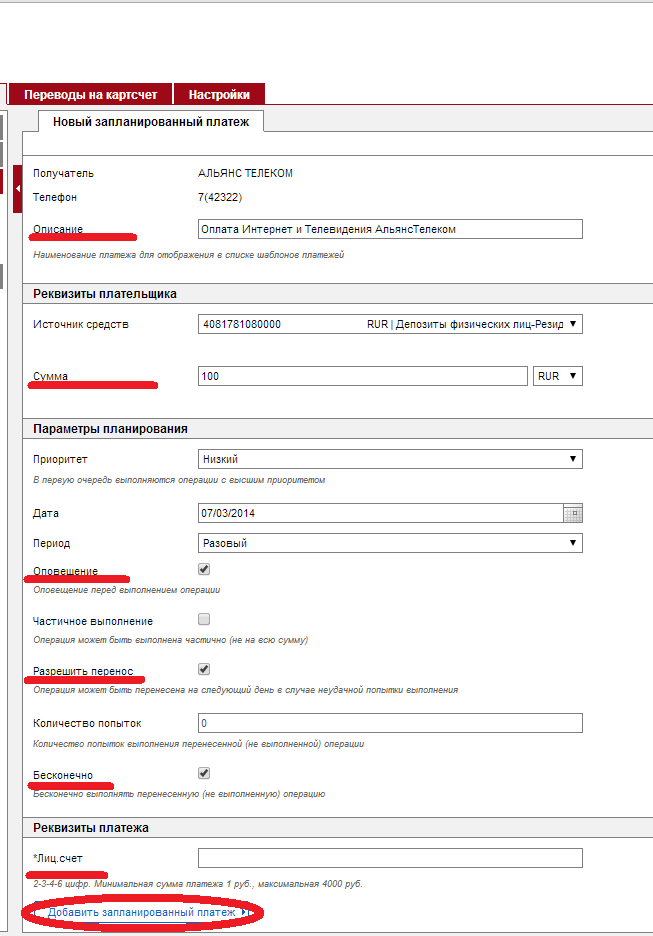 Переводы на картсчет Настройки
Новый запланированный платеж
Получатель АЛЬЯНС ТЕЛЕКОМ
Телефон 7(42322)
Описание Оплата Интернет и Телевидения АльянсТелеком
Наименование платежа для отображения в списке шаблонов платежей
Реквизиты плательщика
Источник средств 4081781080000 RUR | Депозиты физических лиц-Резид
Сумма 100 RUR
Параметры планирования
Приоритет Низкий
В первую очередь выполняются операции с высшим приоритетом
Дата 07/03/2014
Период Разовый
Оповещение
Оповещение перед выполнением операции
Частичное выполнение
Операция может быть выполнена частично (не на всю сумму)
Разрешить перенос
Операция может быть перенесена на следующий день в случае неудачной попытки выполнения
Количество попыток 0
Количество попыток выполнения перенесенной (не выполненной) операции
Бесконечно
Бесконечно выполнять перенесенную (не выполненную) операцию
Реквизиты платежа
*Лиц.счет
2-3-4-6 цифр. Минимальная сумма платежа 1 руб., максимальная 4000 руб.
Добавить запланированный платеж